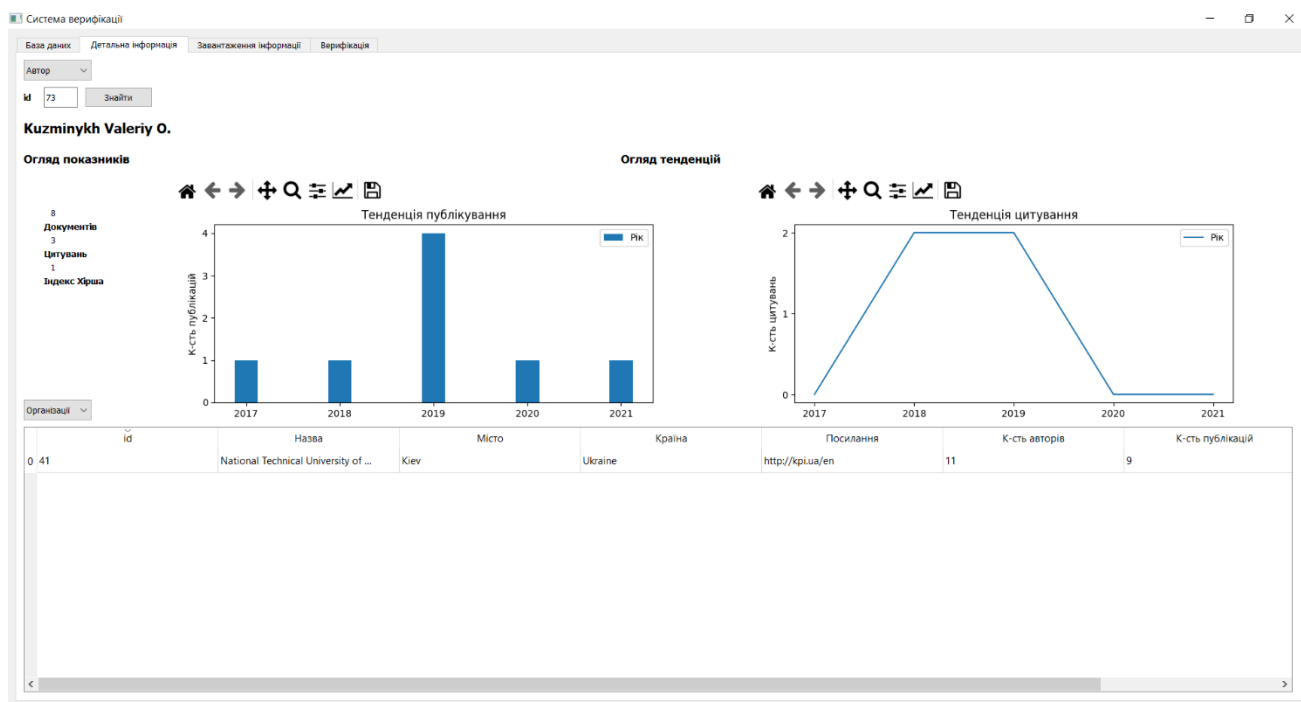 Система верифікації
База даних Детальна інформація Завантаження інформації Верифікація
Автор
id 73 Знайти
Kuzminykh Valeriy O.
Огляд показників
8
Документів
3
Цитувань
1
Індекс Хірша
Тенденція публікування
Рік
К-сть публікацій
4
3
2
1
0
2017 2018 2019 2020 2021
Огляд тенденцій
Тенденція цитування
Рік
К-сть цитувань
2
1
0
2017 2018 2019 2020 2021
Організації
id Назва Місто Країна Посилання К-сть авторів К-сть публікацій
0 41 National Technical University of ... Kiev Ukraine http://kpi.ua/en 11 9